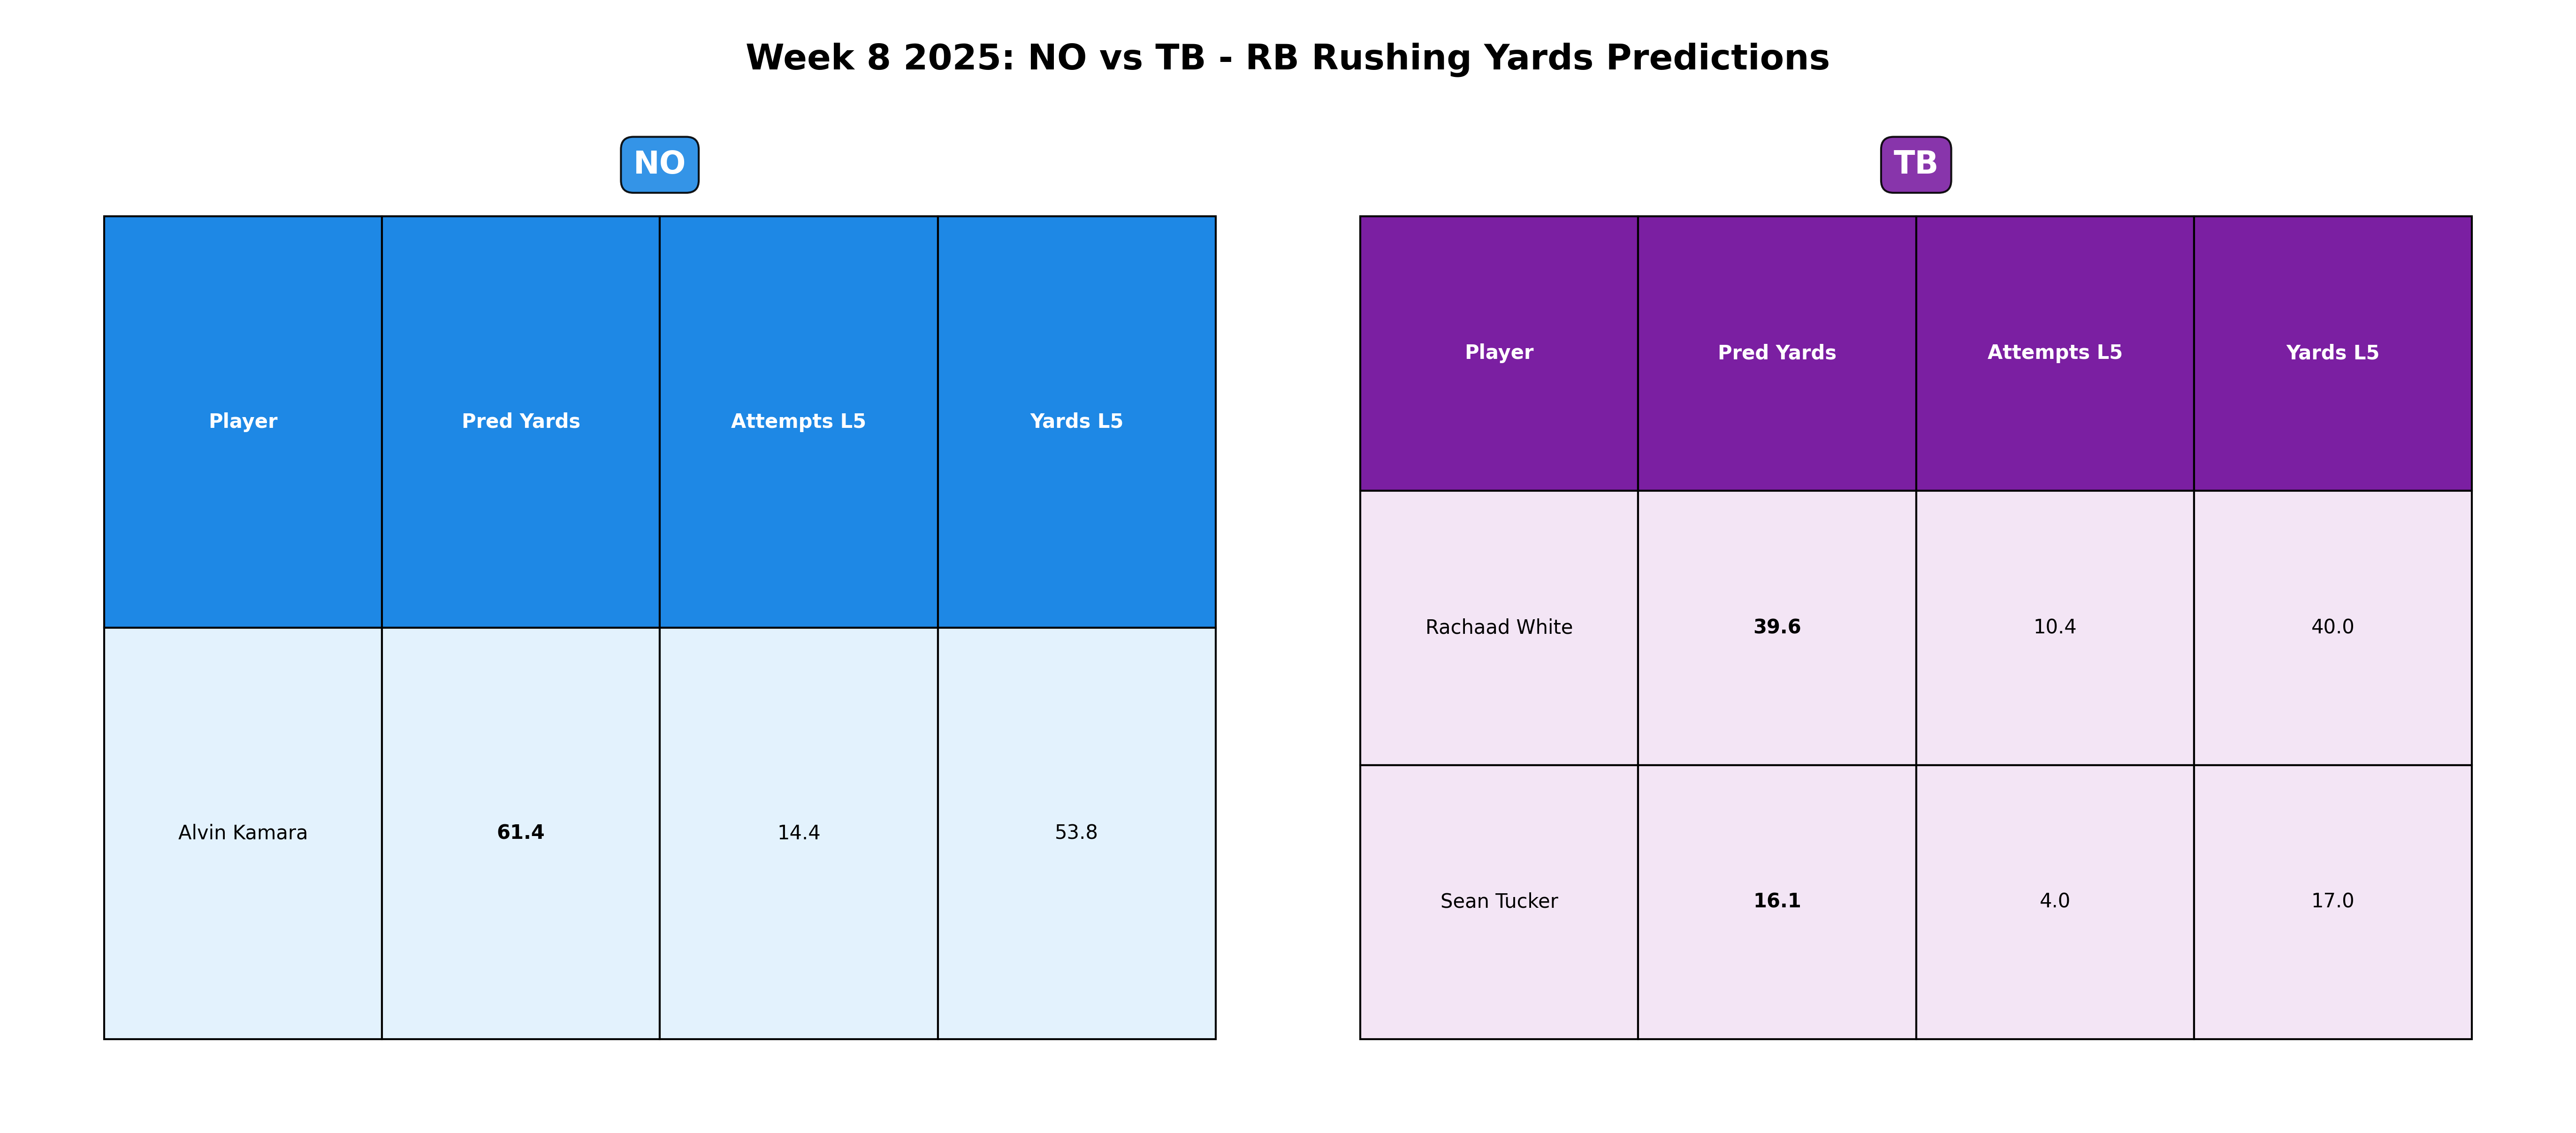 Week 8 2025: NO vs TB - RB Rushing Yards Predictions
NO
Player Pred Yards Attempts L5 Yards L5
Alvin Kamara 61.4 14.4 53.8
TB
Player Pred Yards Attempts L5 Yards L5
Rachaad White 39.6 10.4 40.0
Sean Tucker 16.1 4.0 17.0